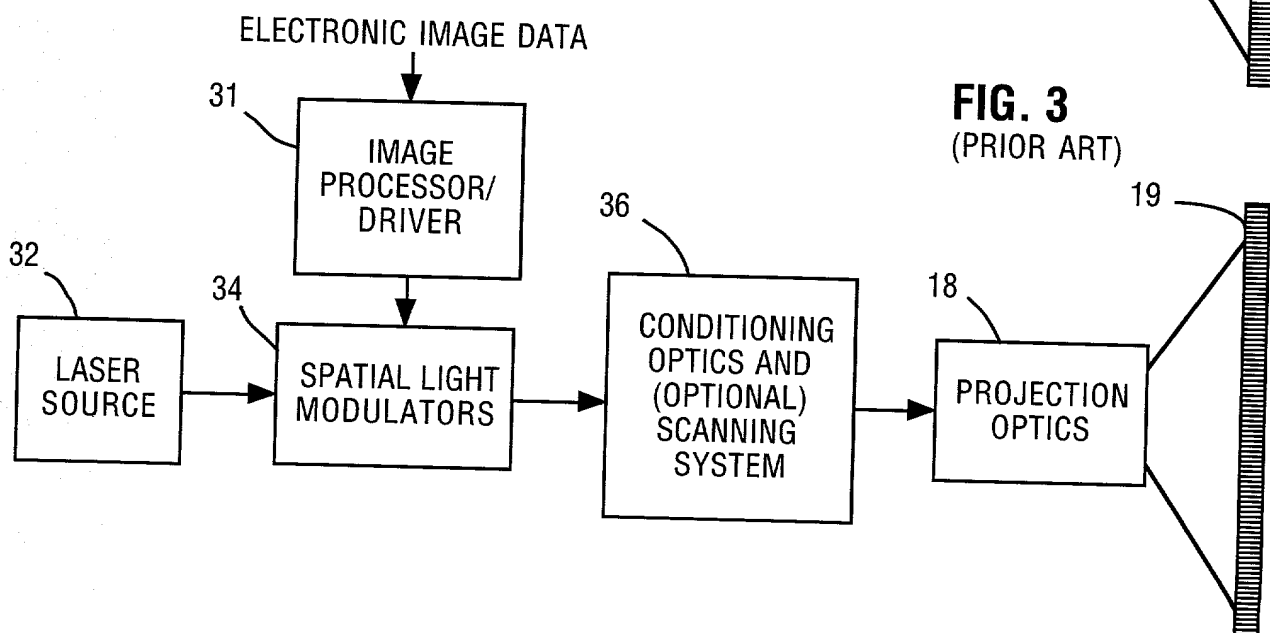 ELECTRONIC IMAGE DATA
31
IMAGE
PROCESSOR/
DRIVER
FIG. 3
(PRIOR ART)
19
32
34
36
18
LASER
SOURCE
SPATIAL LIGHT
MODULATORS
CONDITIONING
OPTICS AND
(OPTIONAL)
SCANNING
SYSTEM
PROJECTION
OPTICS